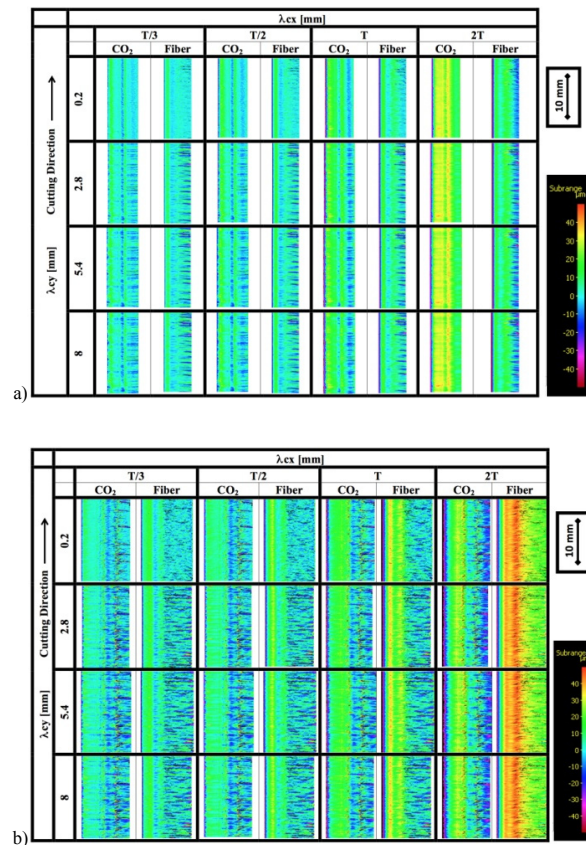 λcx [mm]
T/3 T/2 T 2T
CO₂ Fiber CO₂ Fiber CO₂ Fiber CO₂ Fiber
λcy [mm] Cutting Direction
0.2
2.8
5.4
8
10 mm
Subrange
µm
40
30
20
10
0
-10
-20
-30
-40
a)
λcx [mm]
T/3 T/2 T 2T
CO₂ Fiber CO₂ Fiber CO₂ Fiber CO₂ Fiber
λcy [mm] Cutting Direction
0.2
2.8
5.4
8
10 mm
Subrange
µm
40
30
20
10
0
-10
-20
-30
-40
b)